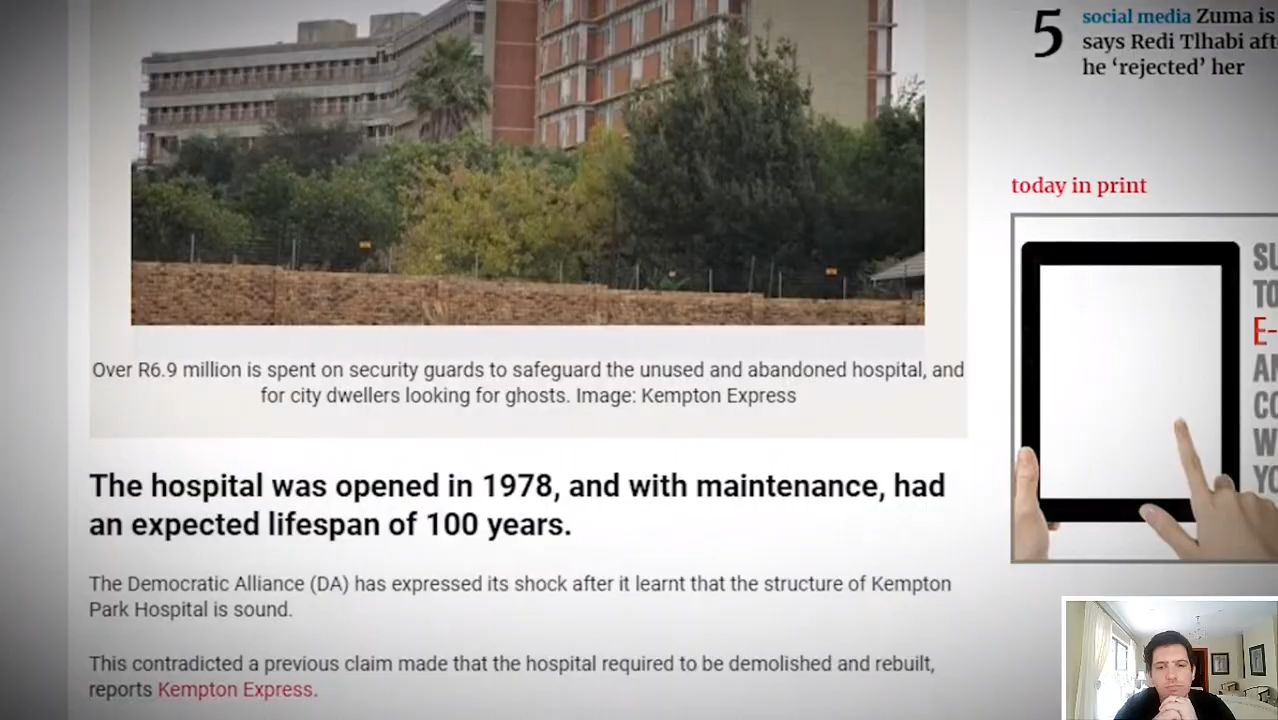 5
social media Zuma is
says Redi Tlhabi
he ‘rejected’ her
today in print
Over R6.9 million is spent on security guards to safeguard the unused and abandoned hospital, and
for city dwellers looking for ghosts. Image: Kempton Express
The hospital was opened in 1978, and with maintenance, had
an expected lifespan of 100 years.
The Democratic Alliance (DA) has expressed its shock after it learnt that the structure of Kempton
Park Hospital is sound.
This contradicted a previous claim made that the hospital required to be demolished and rebuilt,
reports Kempton Express.